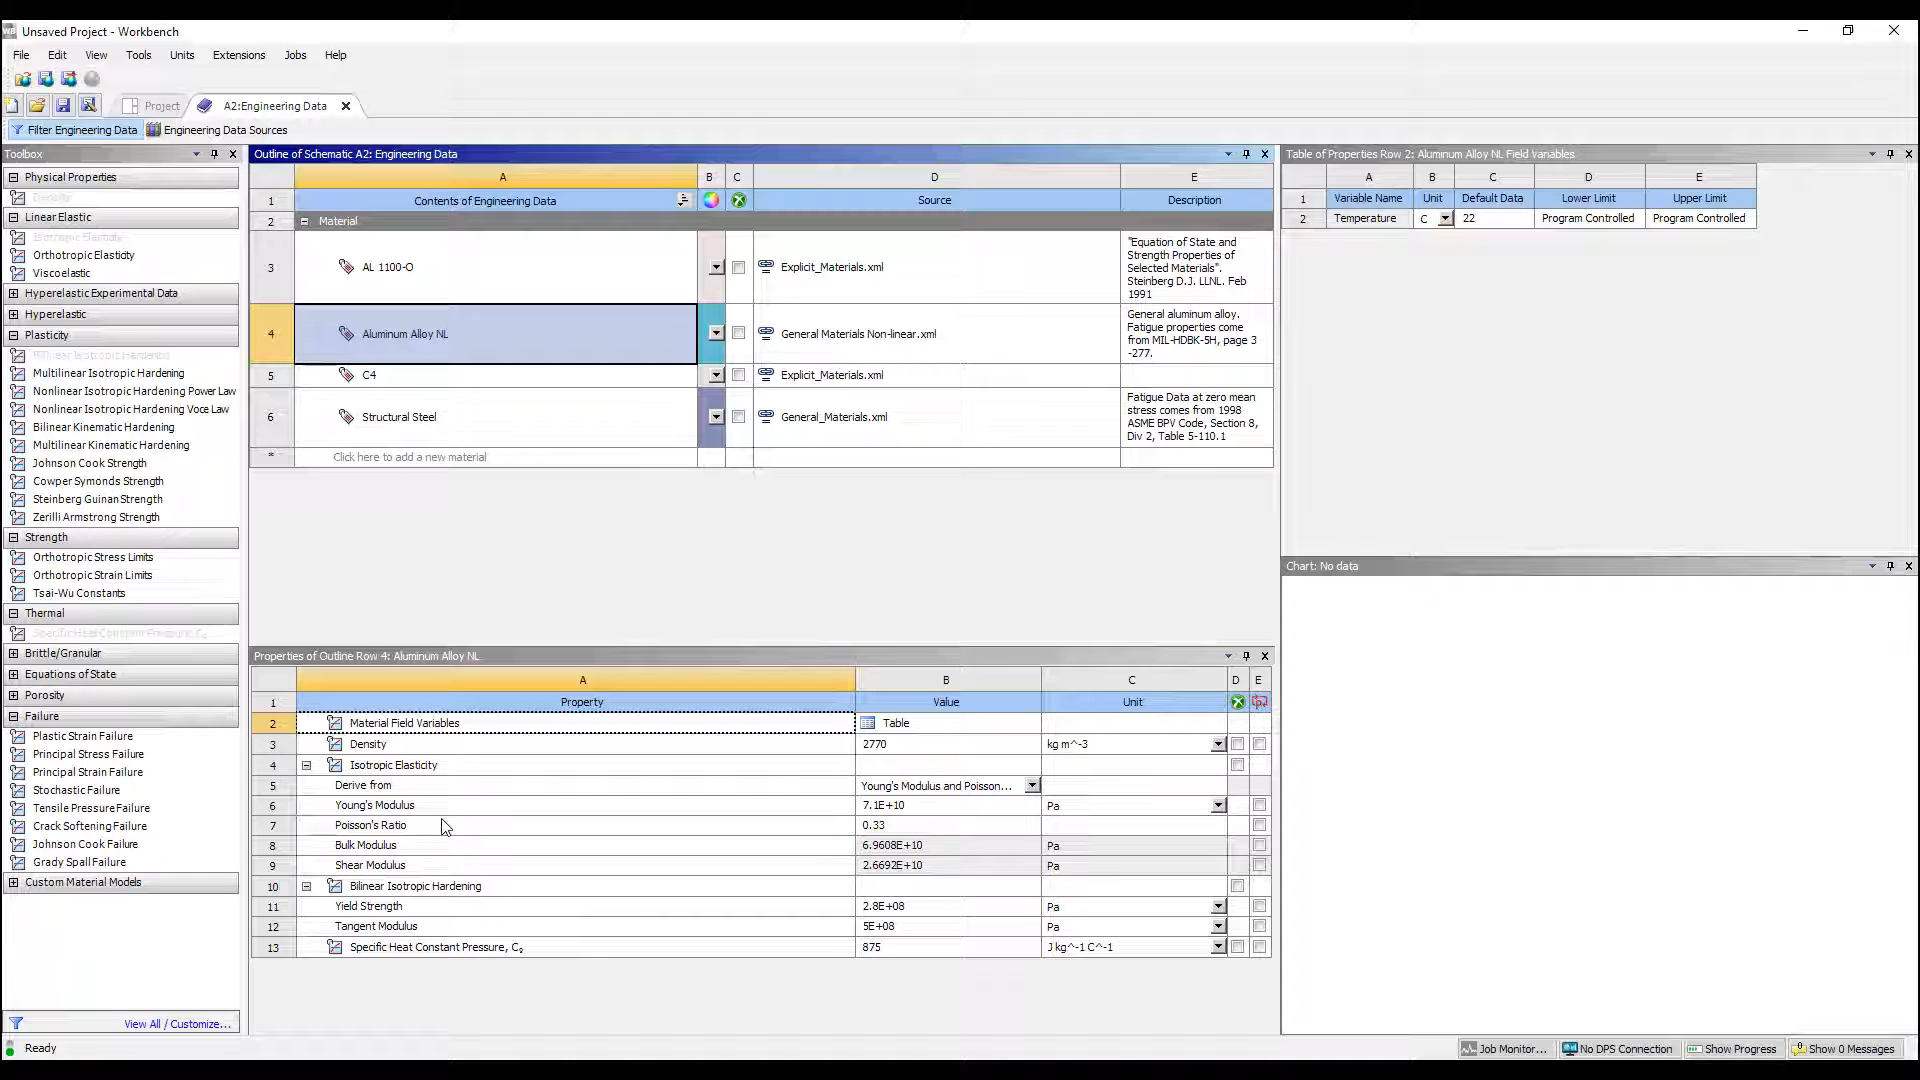 Unsaved Project - Workbench
File Edit View Tools Units Extensions Jobs Help
Project A2:Engineering Data
Filter Engineering Data Engineering Data Sources
Toolbox
Physical Properties
Density
Linear Elastic
Isotropic Elasticity
Orthotropic Elasticity
Viscoelastic
Hyperelastic Experimental Data
Hyperelastic
Plasticity
Bilinear Isotropic Hardening
Multilinear Isotropic Hardening
Nonlinear Isotropic Hardening Power Law
Nonlinear Isotropic Hardening Voce Law
Bilinear Kinematic Hardening
Multilinear Kinematic Hardening
Johnson Cook Strength
Cowper Symonds Strength
Steinberg Guinan Strength
Zerilli Armstrong Strength
Strength
Orthotropic Stress Limits
Orthotropic Strain Limits
Tsai-Wu Constants
Thermal
Specific Heat Constant Pressure, Cₚ
Brittle/Granular
Equations of State
Porosity
Failure
Plastic Strain Failure
Principal Stress Failure
Principal Strain Failure
Stochastic Failure
Tensile Pressure Failure
Crack Softening Failure
Johnson Cook Failure
Grady Spall Failure
Custom Material Models
View All / Customize...
Outline of Schematic A2: Engineering Data
A B C D E
1 Contents of Engineering Data Source Description
2 Material
3 AL 1100-O Explicit_Materials.xml "Equation of State and
Strength Properties of
Selected Materials".
Steinberg D.J. LLNL. Feb
1991
4 Aluminum Alloy NL General Materials Non-linear.xml General aluminum alloy.
Fatigue properties come
from MIL-HDBK-5H, page 3
-277.
5 C4 Explicit_Materials.xml
6 Structural Steel General_Materials.xml Fatigue Data at zero mean
stress comes from 1998
ASME BPV Code, Section 8,
Div 2, Table 5-110.1
* Click here to add a new material
Properties of Outline Row 4: Aluminum Alloy NL
A B C D E
1 Property Value Unit
2 Material Field Variables Table
3 Density 2770 kg m^-3
4 Isotropic Elasticity
5 Derive from Young's Modulus and Poisson...
6 Young's Modulus 7.1E+10 Pa
7 Poisson's Ratio 0.33
8 Bulk Modulus 6.9608E+10 Pa
9 Shear Modulus 2.6692E+10 Pa
10 Bilinear Isotropic Hardening
11 Yield Strength 2.8E+08 Pa
12 Tangent Modulus 5E+08 Pa
13 Specific Heat Constant Pressure, Cₚ 875 J kg^-1 C^-1
Table of Properties Row 2: Aluminum Alloy NL Field Variables
A B C D E
1 Variable Name Unit Default Data Lower Limit Upper Limit
2 Temperature C 22 Program Controlled Program Controlled
Chart: No data
Ready
Job Monitor... No DPS Connection Show Progress Show 0 Messages